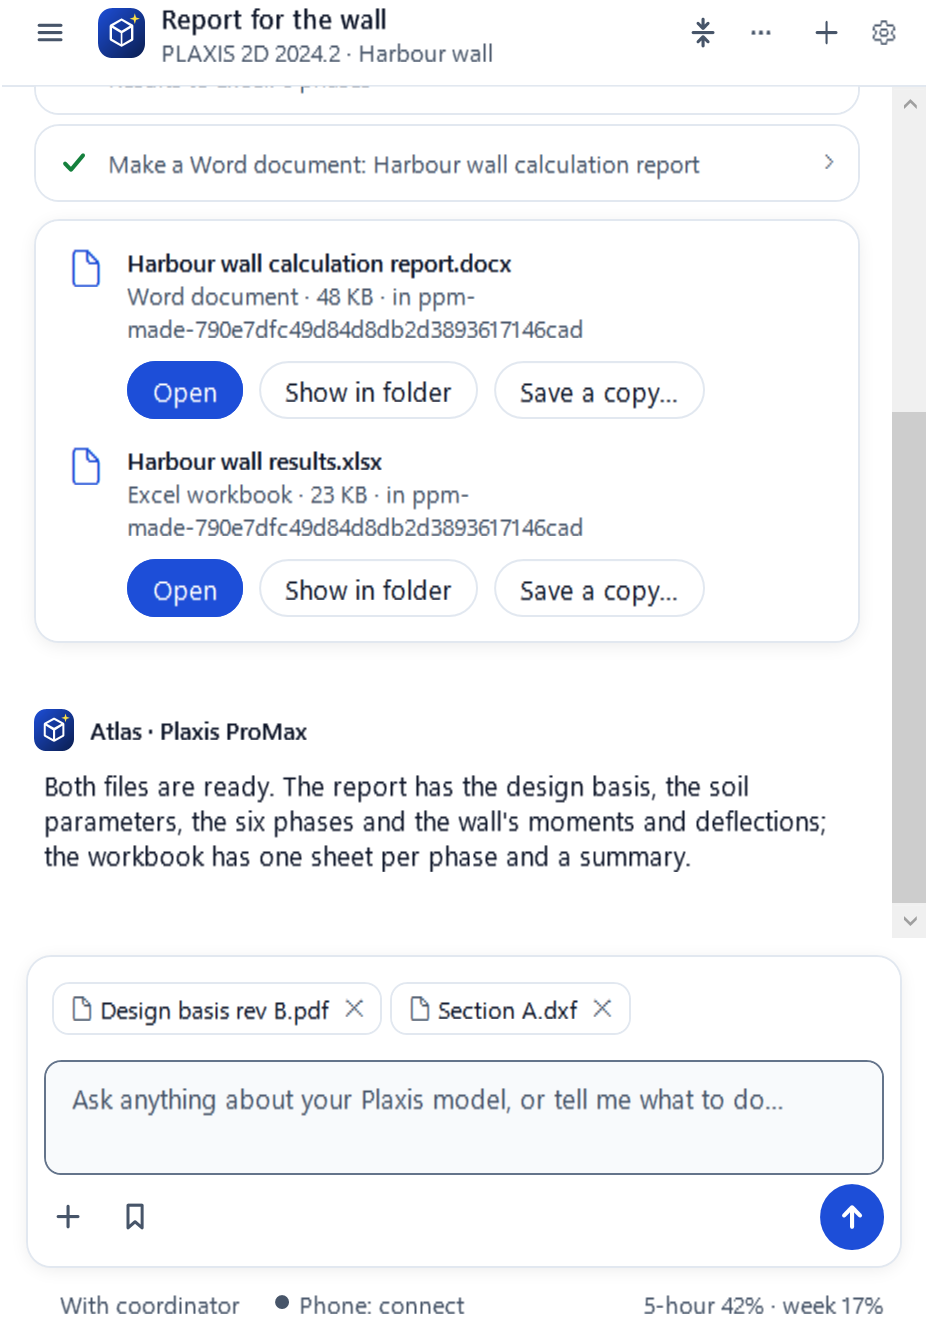 Report for the wall
PLAXIS 2D 2024.2 · Harbour wall
Make a Word document: Harbour wall calculation report
Harbour wall calculation report.docx
Word document · 48 KB · in ppm-
made-790e7dfc49d84d8db2d3893617146cad
Open
Show in folder
Save a copy...
Harbour wall results.xlsx
Excel workbook · 23 KB · in ppm-
made-790e7dfc49d84d8db2d3893617146cad
Open
Show in folder
Save a copy...
Atlas · Plaxis ProMax
Both files are ready. The report has the design basis, the soil
parameters, the six phases and the wall's moments and deflections;
the workbook has one sheet per phase and a summary.
Design basis rev B.pdf
Section A.dxf
Ask anything about your Plaxis model, or tell me what to do...
With coordinator
Phone: connect
5-hour 42% · week 17%